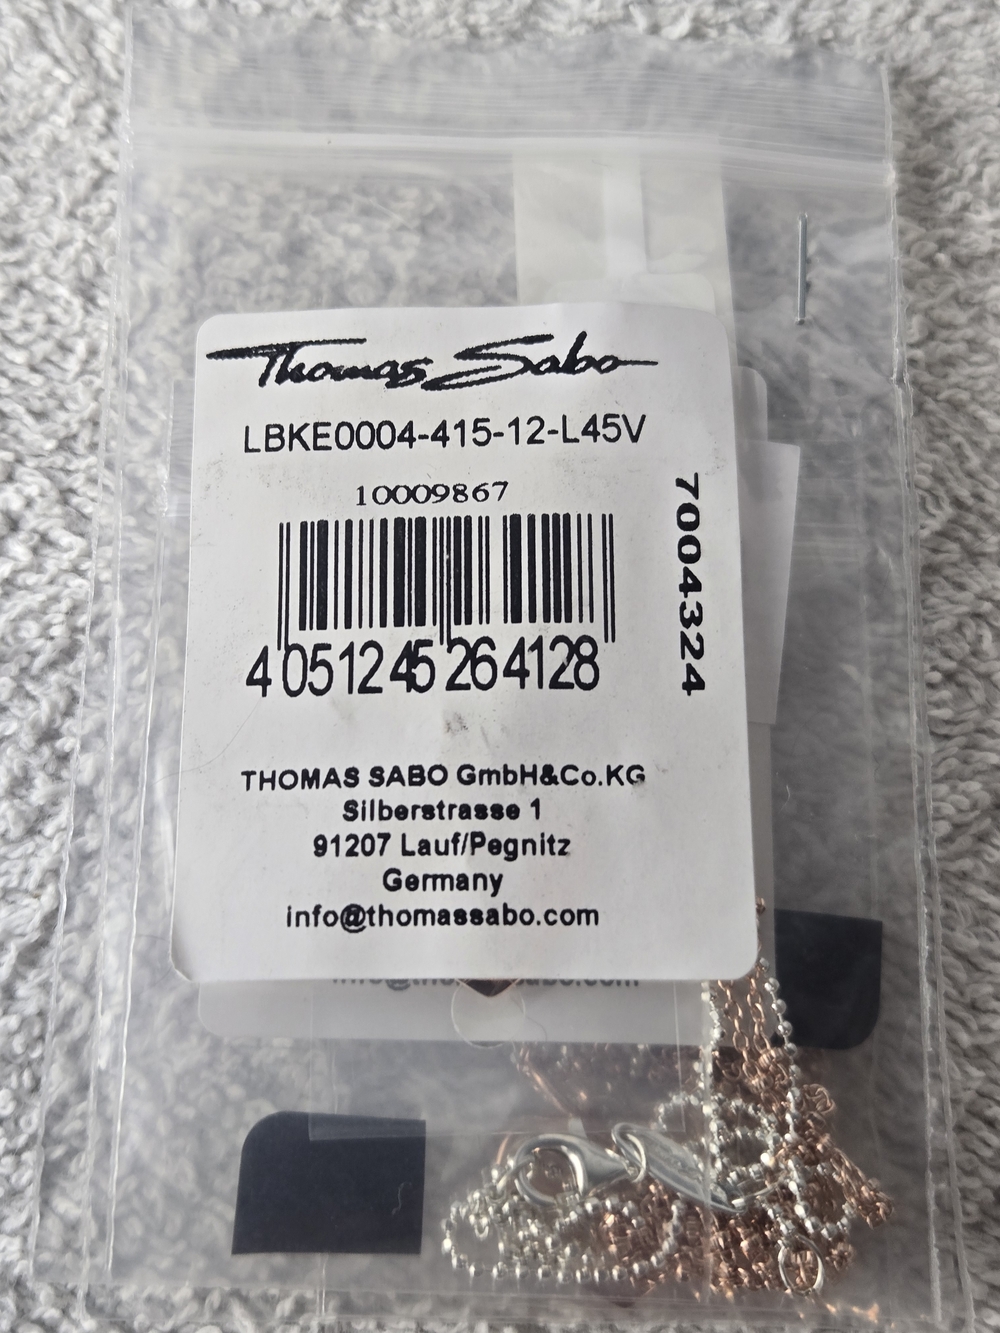 Thomas Sabo
LBKE0004-415-12-L45V
10009867
7004324
4 051245 264128
THOMAS SABO GmbH&Co.KG
Silberstrasse 1
91207 Lauf/Pegnitz
Germany
info@thomassabo.com